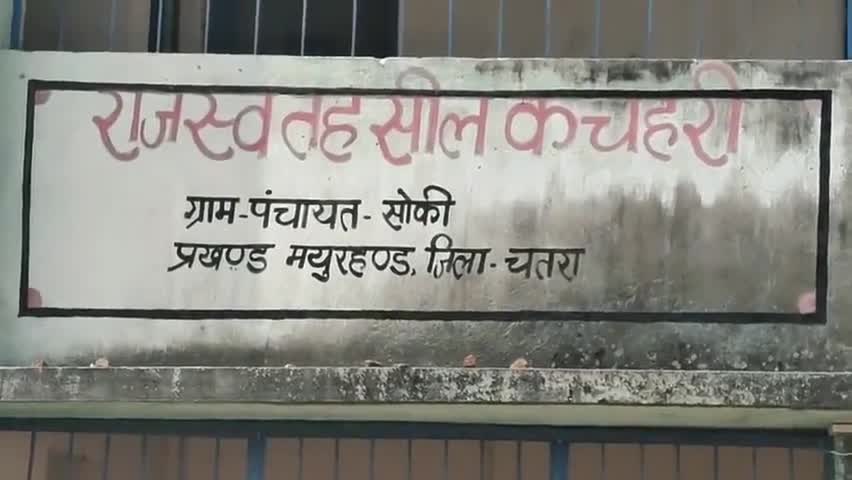 राजस्व तहसील कचहरी
ग्राम-पंचायत- सोकी
प्रखण्ड मयुरहण्ड, जिला-चतरा